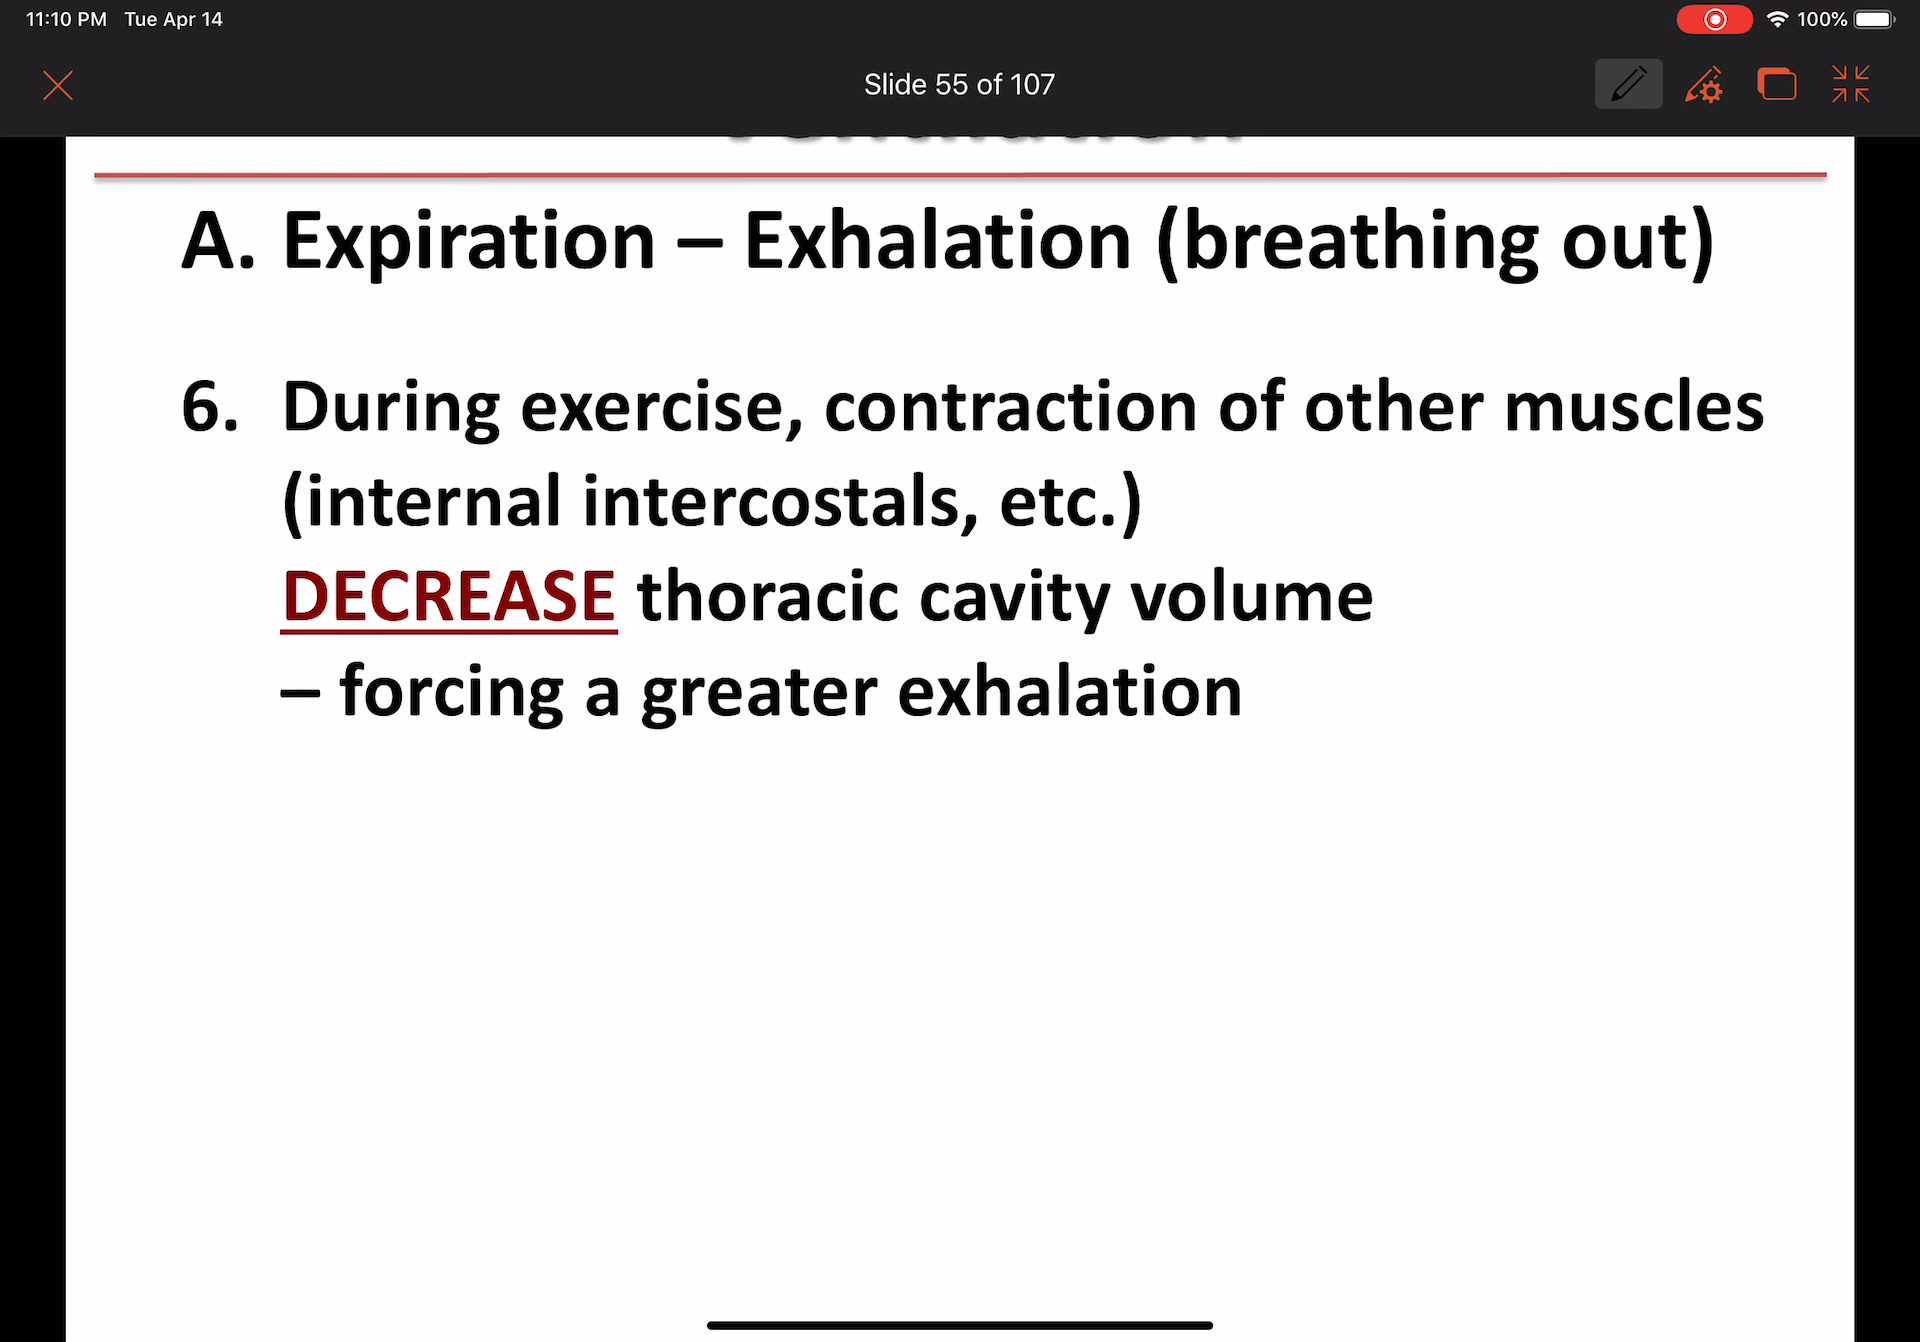 11:10 PM Tue Apr 14
100%
Slide 55 of 107
A. Expiration – Exhalation (breathing out)
6. During exercise, contraction of other muscles
(internal intercostals, etc.)
DECREASE thoracic cavity volume
– forcing a greater exhalation